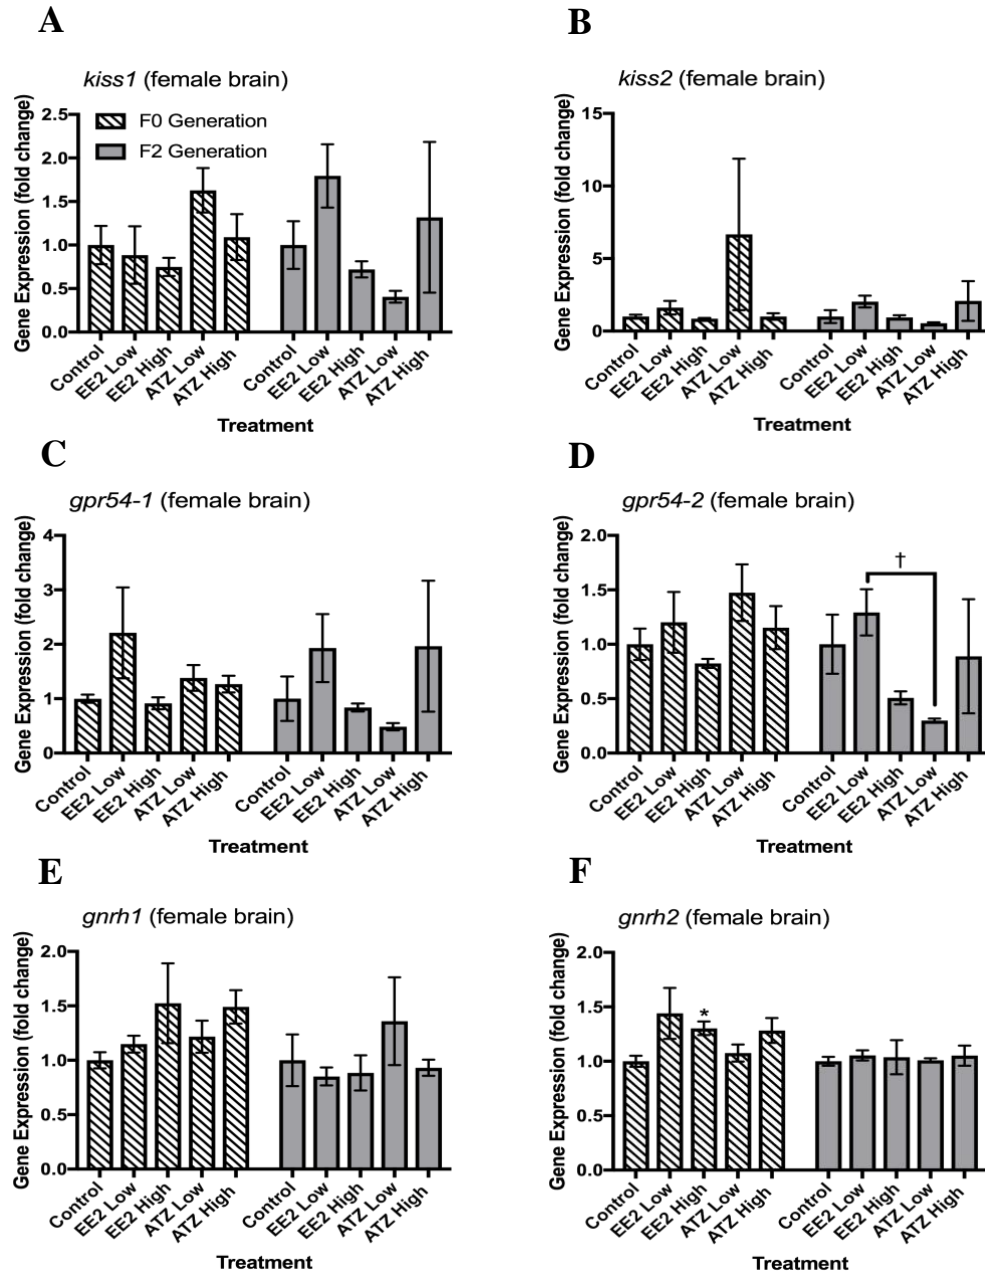 A
kiss1 (female brain)
Gene Expression (fold change)
2.5
2.0
1.5
1.0
0.5
0.0
F0 Generation
F2 Generation
Control
EE2 Low
EE2 High
ATZ Low
ATZ High
Control
EE2 Low
EE2 High
ATZ Low
ATZ High
Treatment
B
kiss2 (female brain)
Gene Expression (fold change)
15
10
5
0
Control
EE2 Low
EE2 High
ATZ Low
ATZ High
Control
EE2 Low
EE2 High
ATZ Low
ATZ High
Treatment
C
gpr54-1 (female brain)
Gene Expression (fold change)
4
3
2
1
0
Control
EE2 Low
EE2 High
ATZ Low
ATZ High
Control
EE2 Low
EE2 High
ATZ Low
ATZ High
Treatment
D
gpr54-2 (female brain)
Gene Expression (fold change)
2.0
1.5
1.0
0.5
0.0
†
Control
EE2 Low
EE2 High
ATZ Low
ATZ High
Control
EE2 Low
EE2 High
ATZ Low
ATZ High
Treatment
E
gnrh1 (female brain)
Gene Expression (fold change)
2.0
1.5
1.0
0.5
0.0
Control
EE2 Low
EE2 High
ATZ Low
ATZ High
Control
EE2 Low
EE2 High
ATZ Low
ATZ High
Treatment
F
gnrh2 (female brain)
Gene Expression (fold change)
2.0
1.5
1.0
0.5
0.0
*
Control
EE2 Low
EE2 High
ATZ Low
ATZ High
Control
EE2 Low
EE2 High
ATZ Low
ATZ High
Treatment